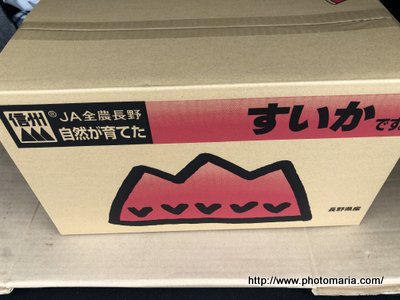 信州®
JA全農長野
自然が育てた
すいかです
長野県産
http://www.photomaria.com/